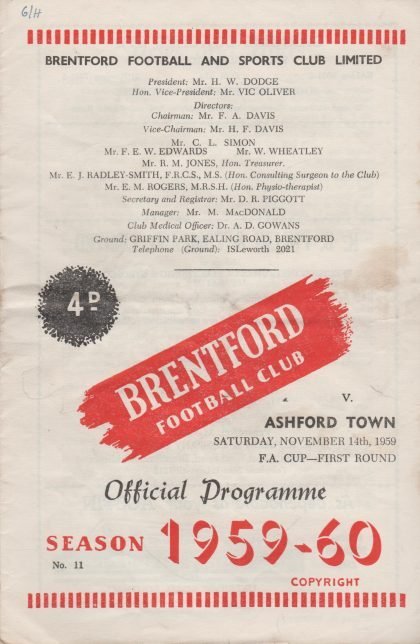 6/H
BRENTFORD FOOTBALL AND SPORTS CLUB LIMITED
President: Mr. H. W. DODGE
Hon. Vice-President: Mr. VIC OLIVER
Directors:
Chairman: Mr. F. A. DAVIS
Vice-Chairman: Mr. H. F. DAVIS
Mr. C. L. SIMON
Mr. F. E. W. EDWARDS Mr. W. WHEATLEY
Mr. R. M. JONES, Hon. Treasurer.
Mr. E. J. RADLEY-SMITH, F.R.C.S., M.S. (Hon. Consulting Surgeon to the Club)
Mr. E. M. ROGERS, M.R.S.H. (Hon. Physio-therapist)
Secretary and Registrar: Mr. D. R. PIGGOTT
Manager: Mr. M. MACDONALD
Club Medical Officer: Dr. A. D. GOWANS
Ground: GRIFFIN PARK, EALING ROAD, BRENTFORD
Telephone (Ground): ISLeworth 2021
4D
BRENTFORD
FOOTBALL CLUB
V.
ASHFORD TOWN
SATURDAY, NOVEMBER 14th, 1959
F.A. CUP—FIRST ROUND
Official Programme
SEASON 1959-60
No. 11
COPYRIGHT